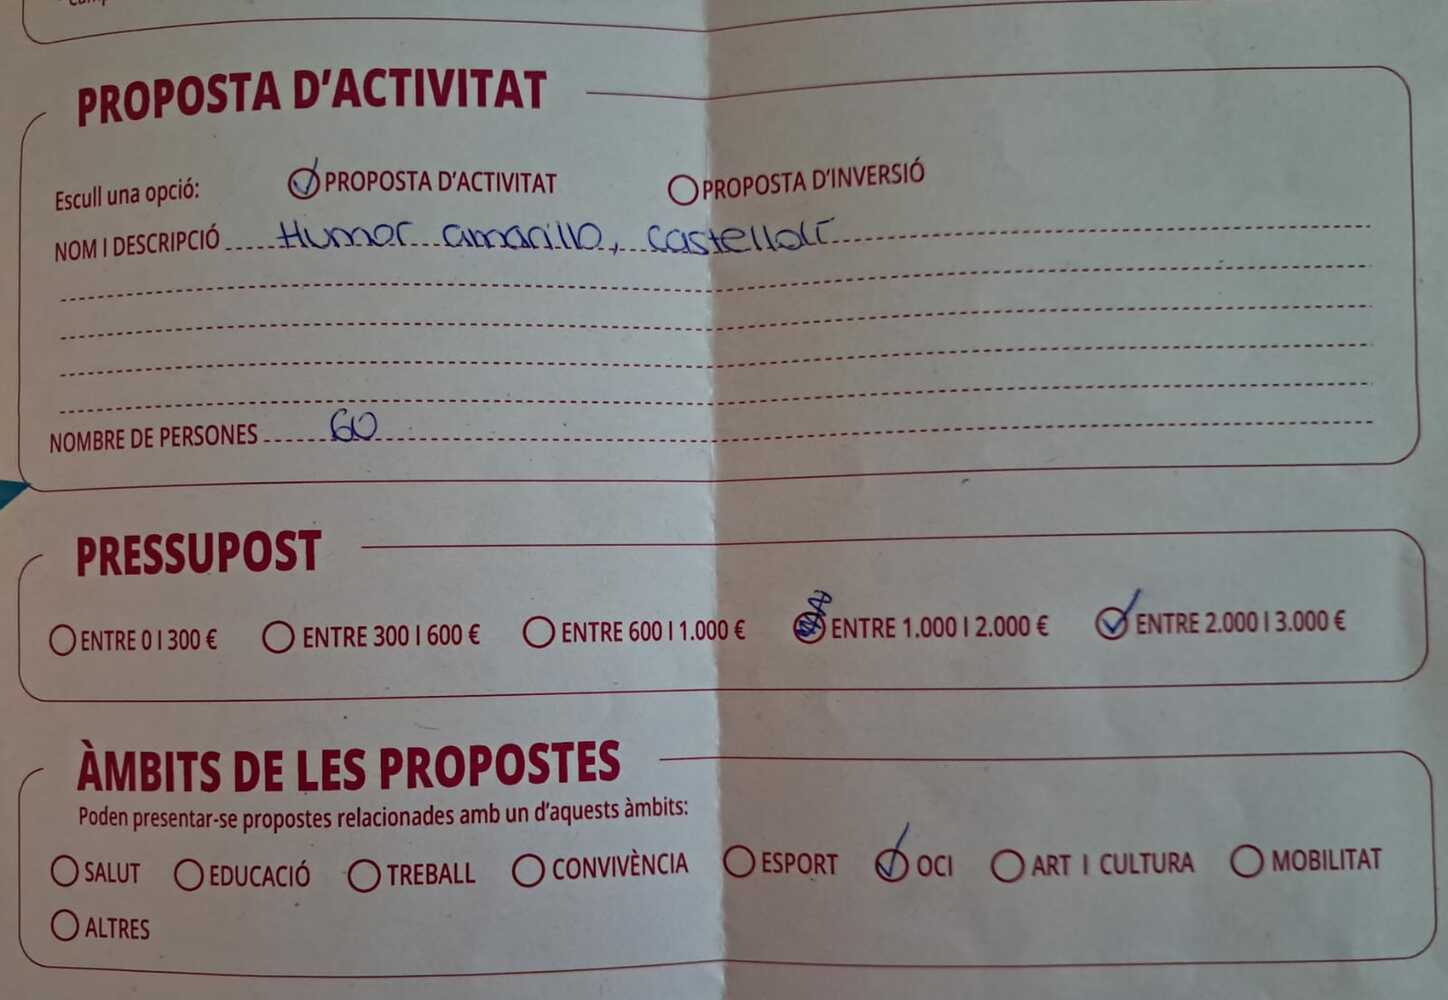 PROPOSTA D'ACTIVITAT
Escull una opció: PROPOSTA D'ACTIVITAT PROPOSTA D'INVERSIÓ
NOM I DESCRIPCIÓ Humor amarillo, Castellolí
NOMBRE DE PERSONES 60
PRESSUPOST
ENTRE 0 I 300 € ENTRE 300 I 600 € ENTRE 600 I 1.000 € ENTRE 1.000 I 2.000 € ENTRE 2.000 I 3.000 €
ÀMBITS DE LES PROPOSTES
Poden presentar-se propostes relacionades amb un d'aquests àmbits:
SALUT EDUCACIÓ TREBALL CONVIVÈNCIA ESPORT OCI ART I CULTURA MOBILITAT
ALTRES